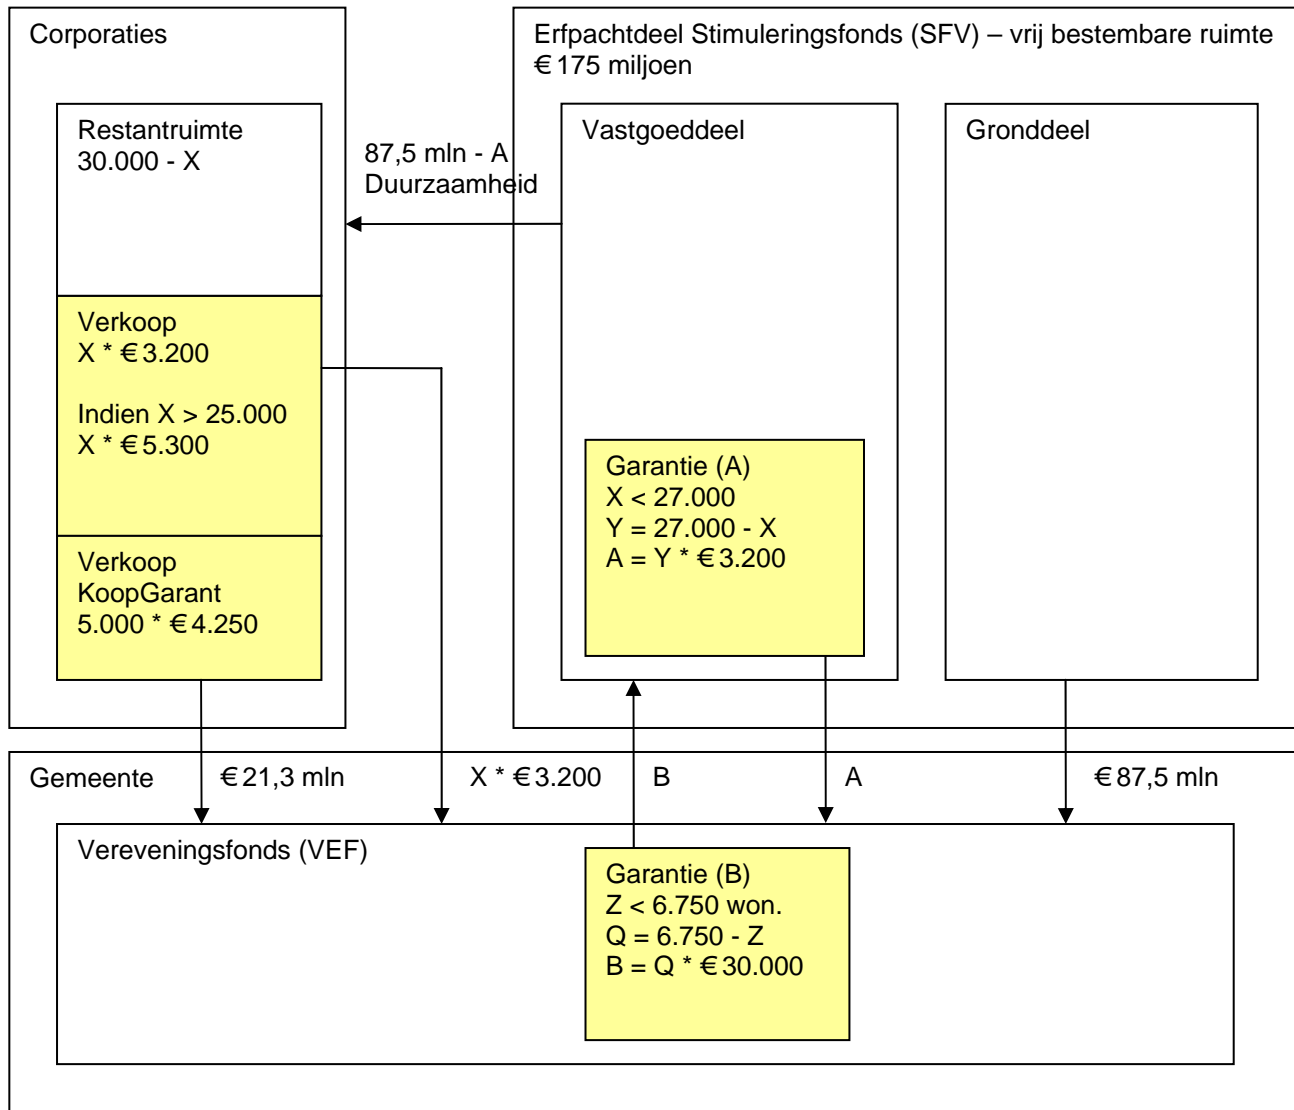 Corporaties
Restantruimte
30.000 - X
Verkoop
X * € 3.200
Indien X > 25.000
X * € 5.300
Verkoop
KoopGarant
5.000 * € 4.250
87,5 mln - A
Duurzaamheid
Erfpachtdeel Stimuleringsfonds (SFV) – vrij bestembare ruimte
€ 175 miljoen
Vastgoeddeel
Garantie (A)
X < 27.000
Y = 27.000 - X
A = Y * € 3.200
Gronddeel
Gemeente
€ 21,3 mln
X * € 3.200
B
A
€ 87,5 mln
Vereveningsfonds (VEF)
Garantie (B)
Z < 6.750 won.
Q = 6.750 - Z
B = Q * € 30.000